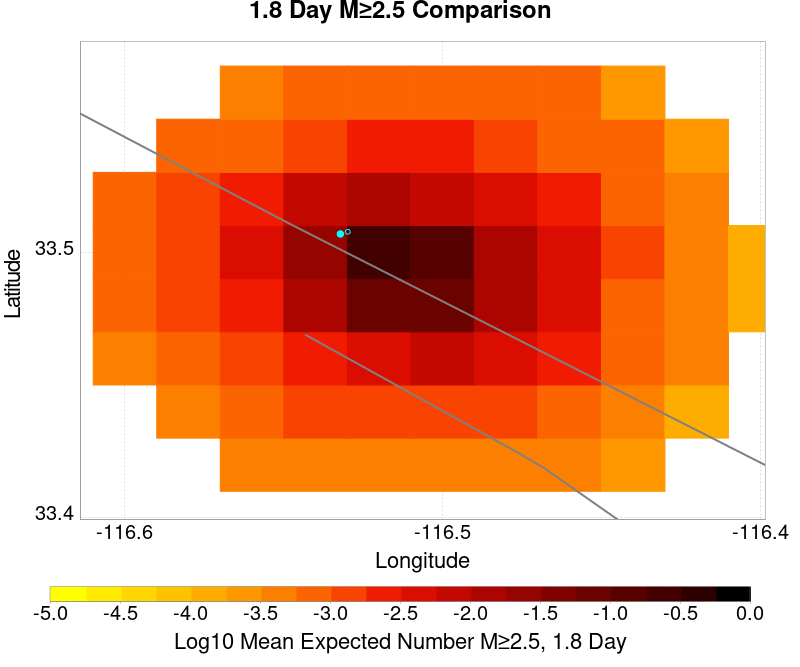 1.8 Day M≥2.5 Comparison
Latitude
33.5
33.4
-116.6 -116.5 -116.4
Longitude
-5.0 -4.5 -4.0 -3.5 -3.0 -2.5 -2.0 -1.5 -1.0 -0.5 0.0
Log10 Mean Expected Number M≥2.5, 1.8 Day